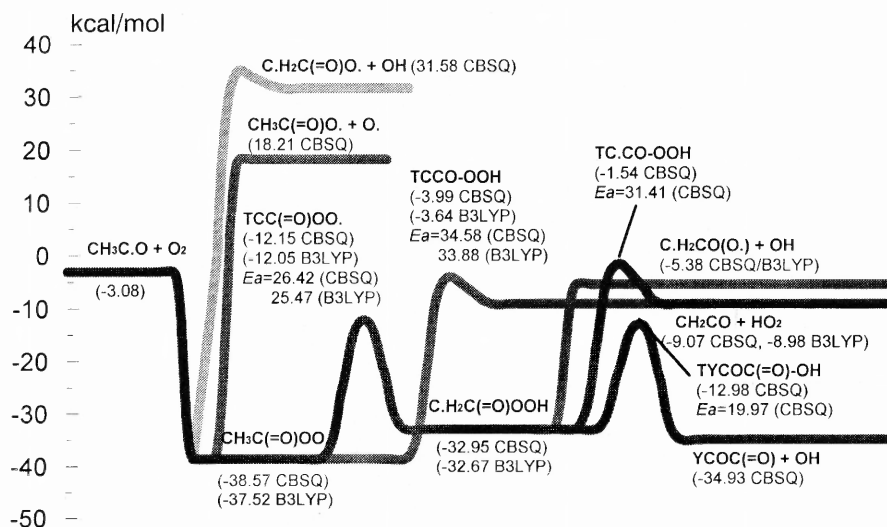 kcal/mol
40
30
20
10
0
-10
-20
-30
-40
-50
C.H2C(=O)O. + OH (31.58 CBSQ)
CH3C(=O)O. + O.
(18.21 CBSQ)
TCC(=O)OO.
(-12.15 CBSQ)
(-12.05 B3LYP)
Ea=26.42 (CBSQ)
25.47 (B3LYP)
TCCO-OOH
(-3.99 CBSQ)
(-3.64 B3LYP)
Ea=34.58 (CBSQ)
33.88 (B3LYP)
TC.CO-OOH
(-1.54 CBSQ)
Ea=31.41 (CBSQ)
CH3C.O + O2
(-3.08)
C.H2CO(O.) + OH
(-5.38 CBSQ/B3LYP)
CH2CO + HO2
(-9.07 CBSQ, -8.98 B3LYP)
TYCOC(=O)-OH
(-12.98 CBSQ)
Ea=19.97 (CBSQ)
CH3C(=O)OO
(-38.57 CBSQ)
(-37.52 B3LYP)
C.H2C(=O)OOH
(-32.95 CBSQ)
(-32.67 B3LYP)
YCOC(=O) + OH
(-34.93 CBSQ)